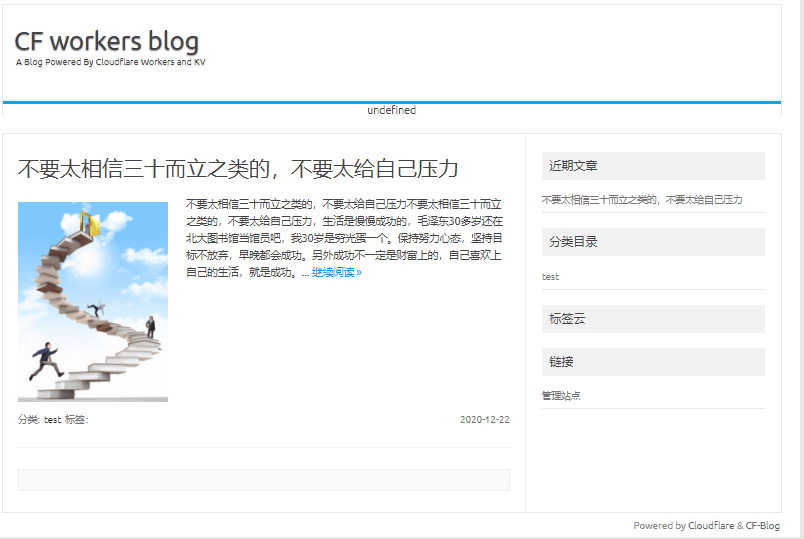 CF workers blog
A Blog Powered By Cloudflare Workers and KV
undefined
不要太相信三十而立之类的，不要太给自己压力
不要太相信三十而立之类的，不要太给自己压力不要太相信三十而立
之类的，不要太给自己压力，生活是慢慢成功的，毛泽东30多岁还在
北大图书馆当馆员吧，我30岁是穷光蛋一个。保持努力心态，坚持目
标不放弃，早晚都会成功。另外成功不一定是财富上的，自己喜欢上
自己的生活，就是成功。... 继续阅读 »
分类: test 标签:
2020-12-22
近期文章
不要太相信三十而立之类的，不要太给自己压力
分类目录
test
标签云
链接
管理站点
Powered by Cloudflare & CF-Blog